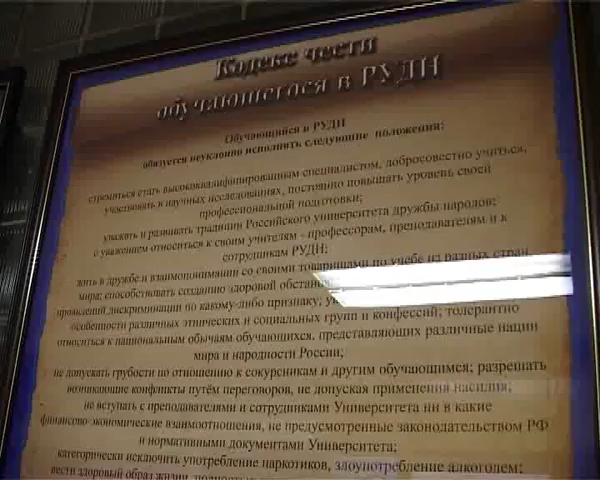 Кодекс чести
обучающегося в РУДН
Обучающийся в РУДН
обязуется неуклонно исполнять следующие положения:
стремиться стать высококвалифицированным специалистом, добросовестно учиться,
участвовать в научных исследованиях, постоянно повышать уровень своей
профессиональной подготовки;
уважать и развивать традиции Российского университета дружбы народов;
с уважением относиться к своим учителям - профессорам, преподавателям и к
сотрудникам РУДН;
жить в дружбе и взаимопонимании со своими товарищами по учебе из разных стран
мира; способствовать созданию здоровой
проявлений дискриминации по какому-либо признаку;
особенности различных этнических и социальных групп и конфессий; толерантно
относиться к национальным обычаям обучающихся, представляющих различные нации
мира и народности России;
не допускать грубости по отношению к сокурсникам и другим обучающимся; разрешать
возникающие конфликты путём переговоров, не допуская применения насилия;
не вступать с преподавателями и сотрудниками Университета ни в какие
финансово-экономические взаимоотношения, не предусмотренные законодательством РФ
и нормативными документами Университета;
категорически исключить употребление наркотиков, злоупотребление алкоголем;
вести здоровый образ жизни,